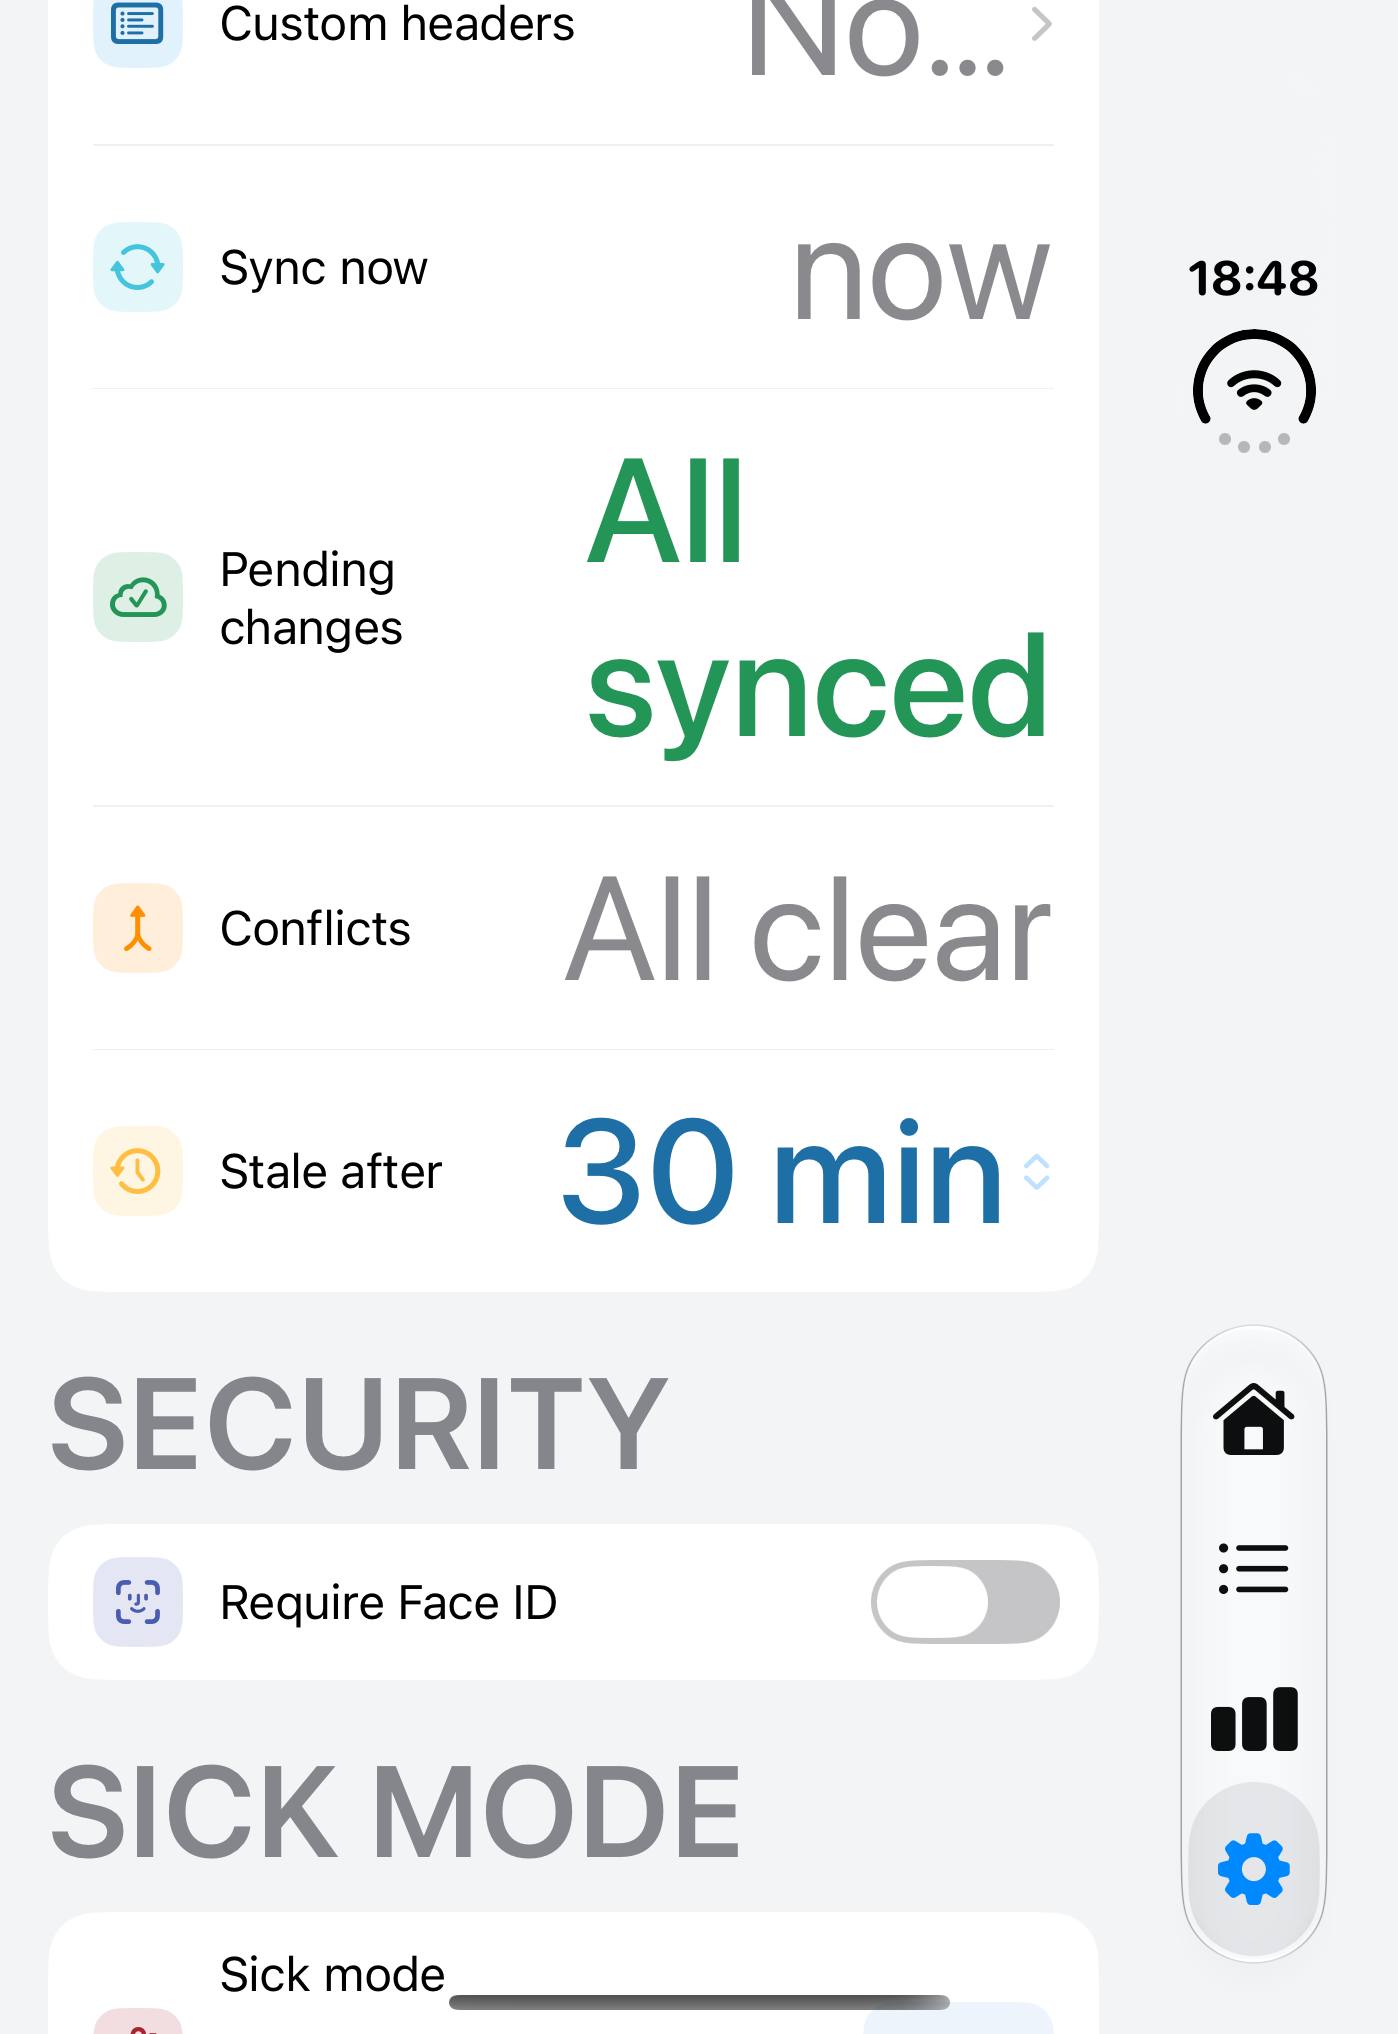 Custom headers No...
Sync now now
Pending changes All synced
Conflicts All clear
Stale after 30 min
SECURITY
Require Face ID
SICK MODE
Sick mode
18:48